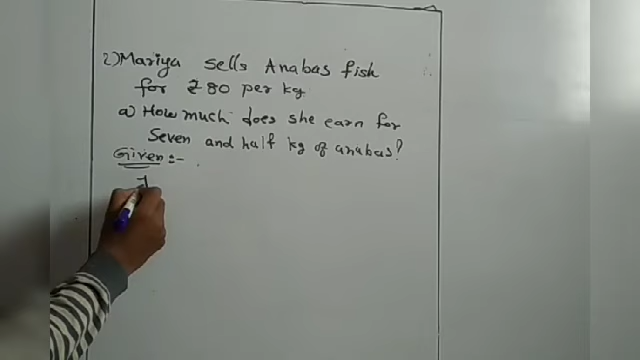 2) Mariya sells Anabas fish
for ₹ 80 per kg
a) How much does she earn for
Seven and half kg of anabas?
Given:-